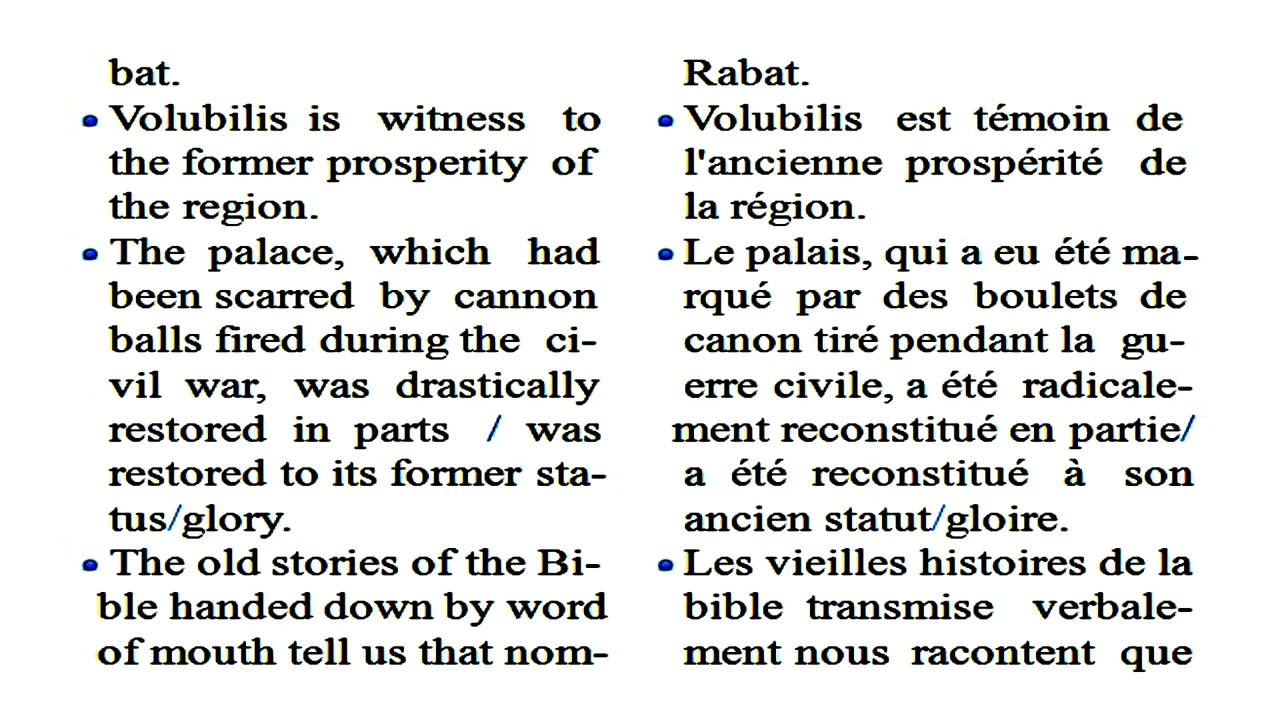 bat.
• Volubilis is witness to
the former prosperity of
the region.
• The palace, which had
been scarred by cannon
balls fired during the ci-
vil war, was drastically
restored in parts / was
restored to its former sta-
tus/glory.
• The old stories of the Bi-
ble handed down by word
of mouth tell us that nom-
Rabat.
• Volubilis est témoin de
l'ancienne prospérité de
la région.
• Le palais, qui a eu été ma-
rqué par des boulets de
canon tiré pendant la gu-
erre civile, a été radicale-
ment reconstitué en partie/
a été reconstitué à son
ancien statut/gloire.
• Les vieilles histoires de la
bible transmise verbale-
ment nous racontent que